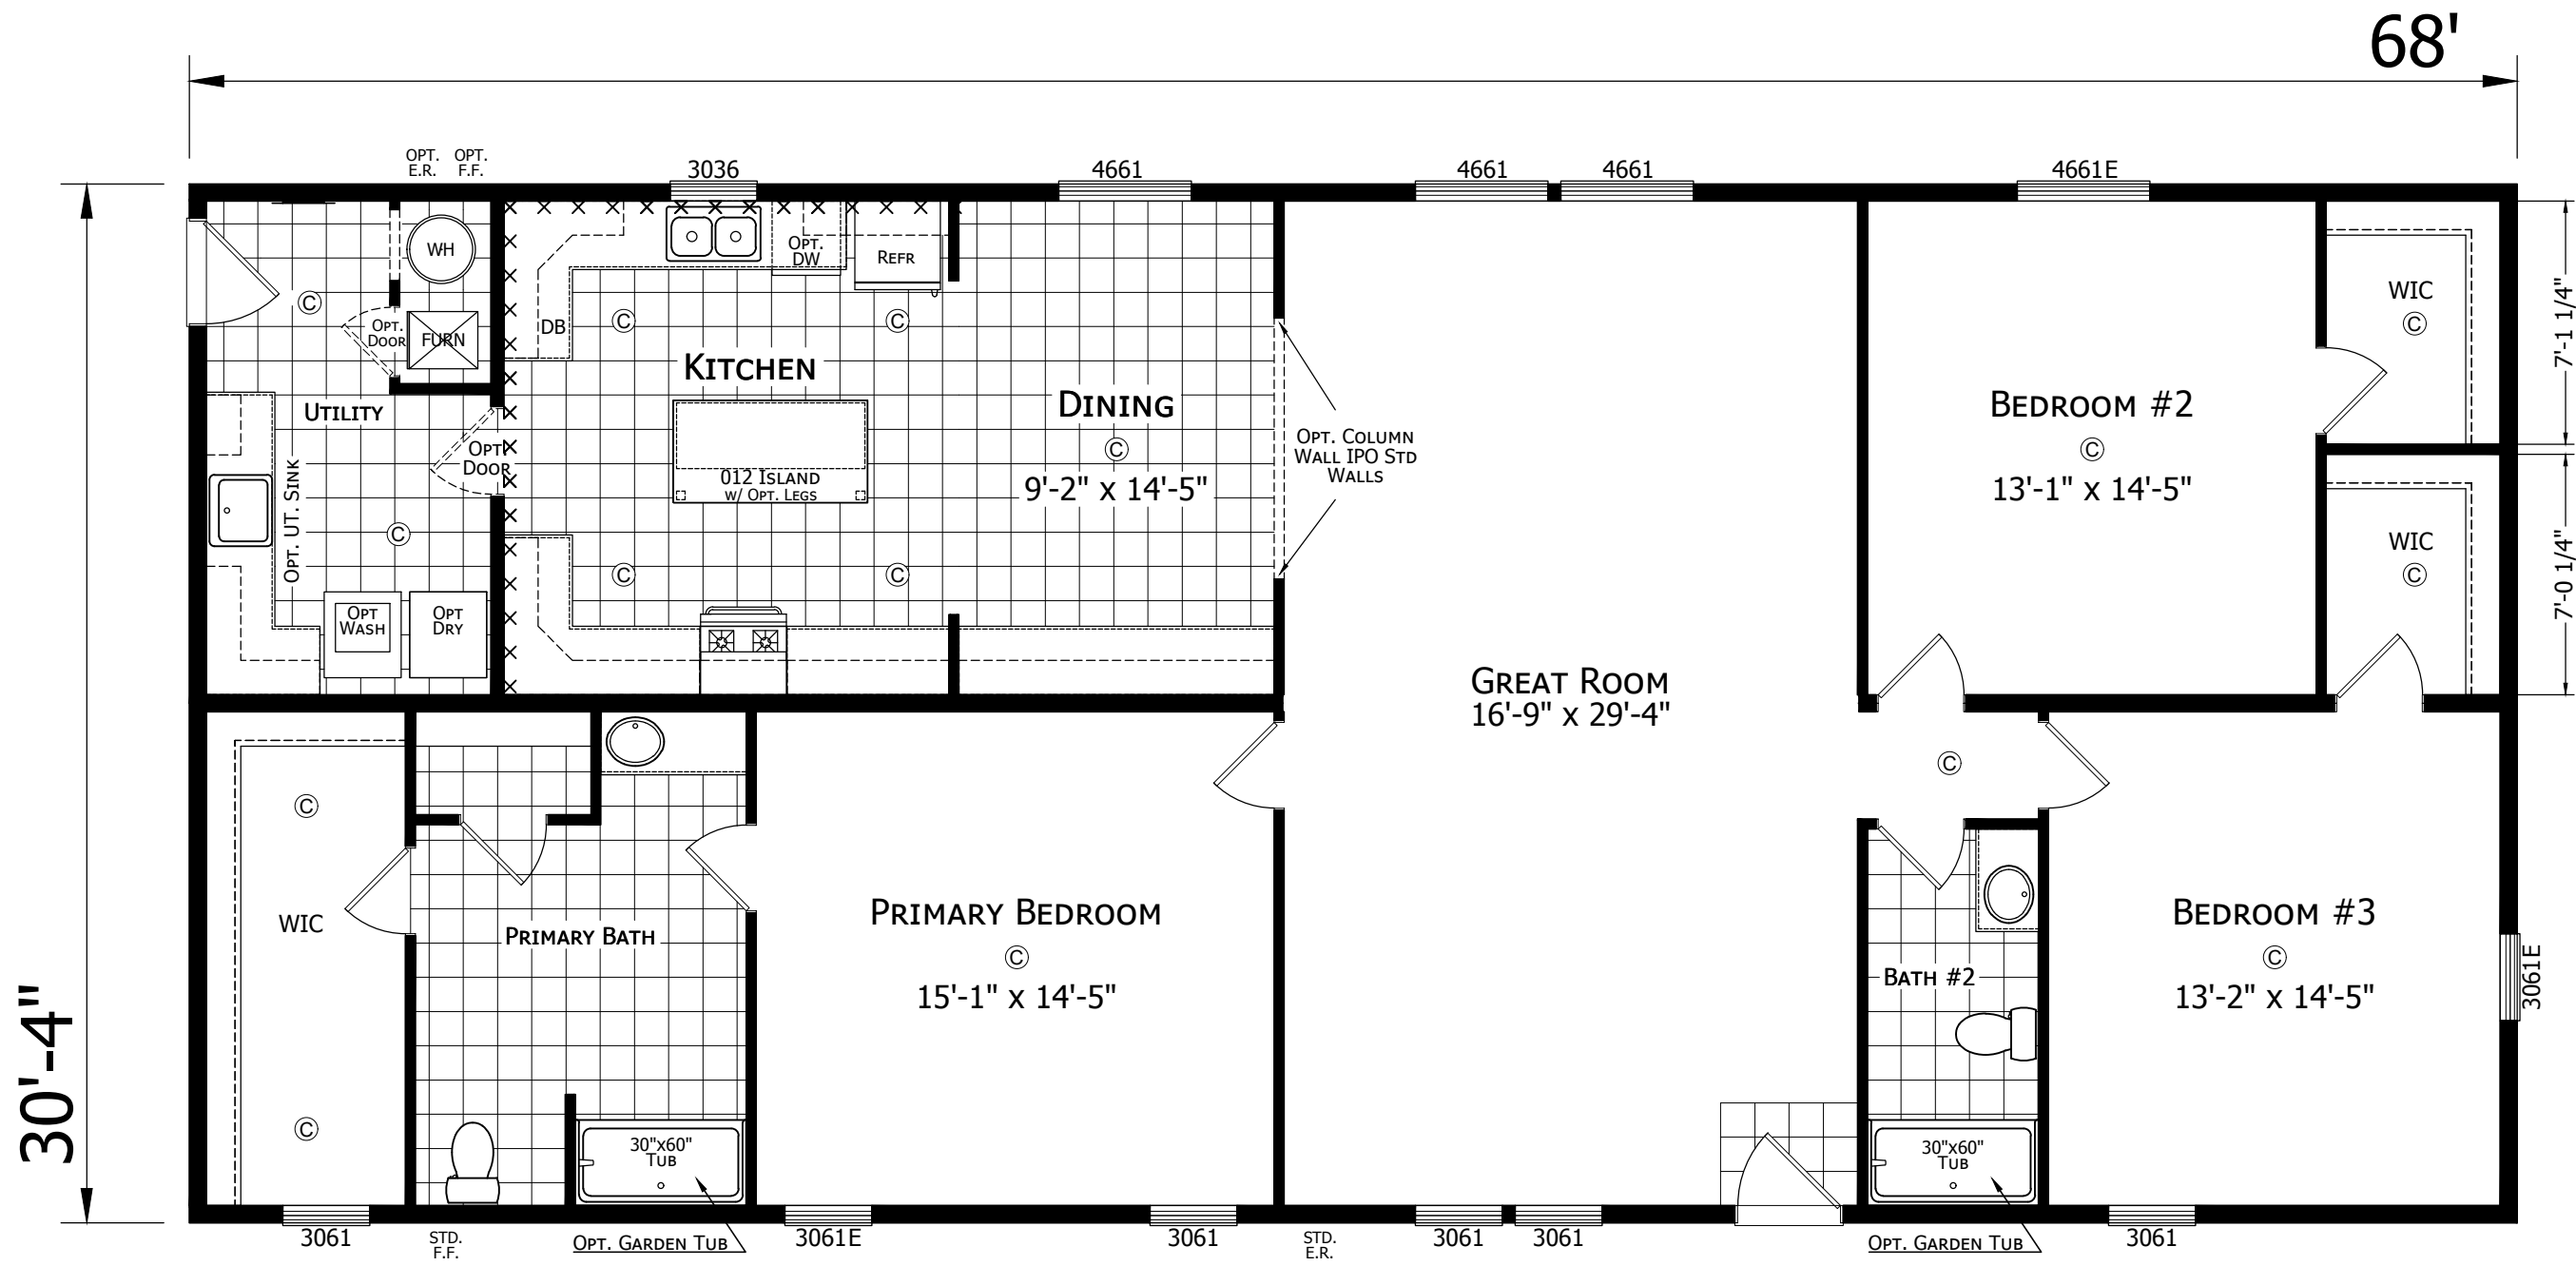 68'
OPT. OPT.
E.R. F.F.
3036
4661
4661
4661
4661E
WH
OPT.
DW
REFR
C
OPT.
DOOR
FURN
DB
C
C
KITCHEN
UTILITY
OPT
DOOR
OPT. UT. SINK
C
012 ISLAND
W/ OPT. LEGS
DINING
C
9'-2" X 14'-5"
OPT. COLUMN
WALL IPO STD
WALLS
C
C
OPT
WASH
OPT
DRY
BEDROOM #2
C
13'-1" X 14'-5"
WIC
C
7'-1 1/4"
WIC
C
7'-0 1/4"
GREAT ROOM
16'-9" X 29'-4"
C
C
WIC
C
PRIMARY BATH
PRIMARY BEDROOM
C
15'-1" X 14'-5"
BATH #2
BEDROOM #3
C
13'-2" X 14'-5"
3061E
30'-4"
30"X60"
TUB
30"X60"
TUB
3061
STD.
F.F.
OPT. GARDEN TUB
3061E
3061
STD.
E.R.
3061
3061
OPT. GARDEN TUB
3061